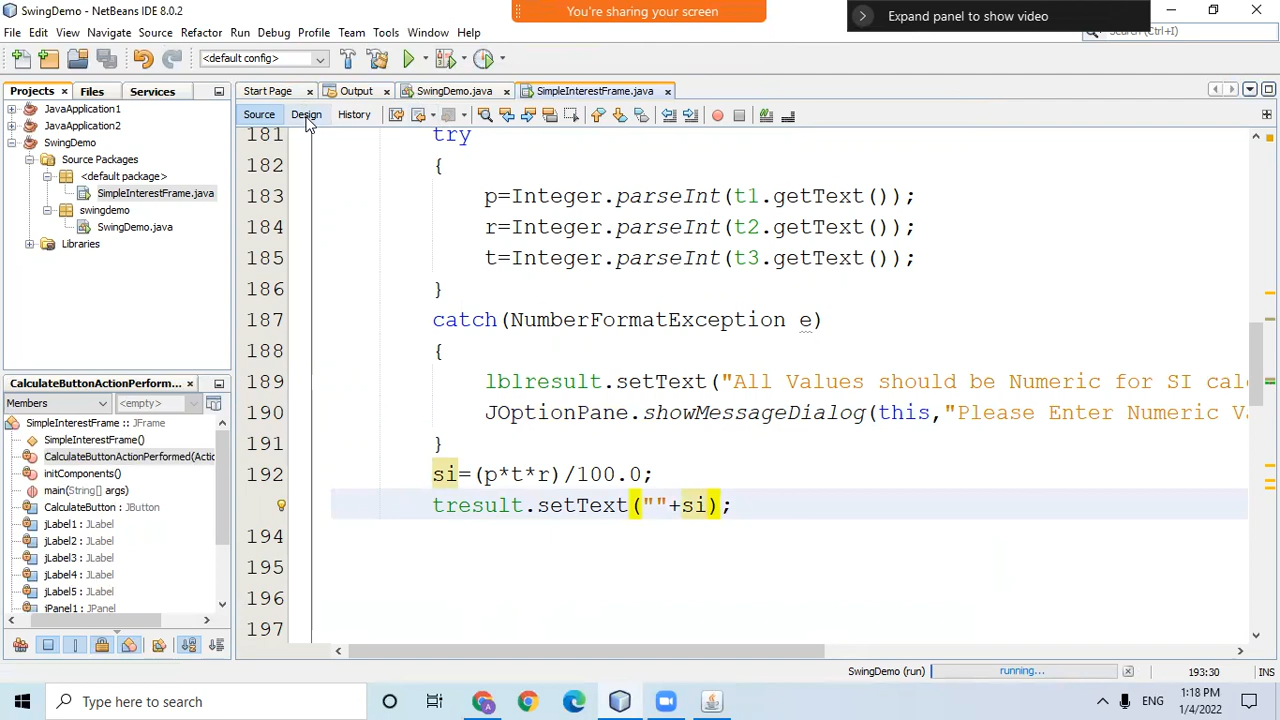 SwingDemo - NetBeans IDE 8.0.2
You're sharing your screen
Expand panel to show video
File Edit View Navigate Source Refactor Run Debug Profile Team Tools Window Help
Search (Ctrl+I)
<default config>
Projects Files Services
Start Page Output SwingDemo.java SimpleInterestFrame.java
Source Design History
JavaApplication1
JavaApplication2
SwingDemo
Source Packages
<default package>
SimpleInterestFrame.java
swingdemo
SwingDemo.java
Libraries
181 try
182 {
183 p=Integer.parseInt(t1.getText());
184 r=Integer.parseInt(t2.getText());
185 t=Integer.parseInt(t3.getText());
186 }
187 catch(NumberFormatException e)
188 {
189 lblresult.setText("All Values should be Numeric for SI cal
190 JOptionPane.showMessageDialog(this,"Please Enter Numeric Va
191 }
192 si=(p*t*r)/100.0;
tresult.setText(""+si);
194
195
196
197
CalculateButtonActionPerform...
Members <empty>
SimpleInterestFrame :: JFrame
SimpleInterestFrame()
CalculateButtonActionPerformed(Actic
initComponents()
main(String[] args)
CalculateButton : JButton
jLabel1 : JLabel
jLabel2 : JLabel
jLabel3 : JLabel
jLabel4 : JLabel
jLabel5 : JLabel
jPanel1 : JPanel
SwingDemo (run) running... 193:30 INS
Type here to search
ENG
1:18 PM
1/4/2022